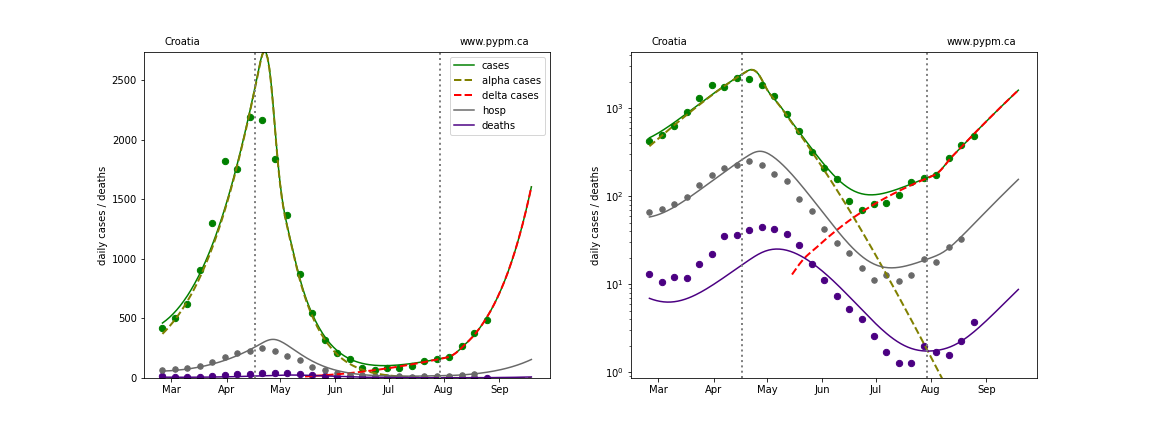 Croatia www.pypm.ca
cases
alpha cases
delta cases
hosp
deaths
daily cases / deaths
2500
2000
1500
1000
500
0
Mar Apr May Jun Jul Aug Sep
Croatia www.pypm.ca
daily cases / deaths
10³
10²
10¹
10⁰
Mar Apr May Jun Jul Aug Sep